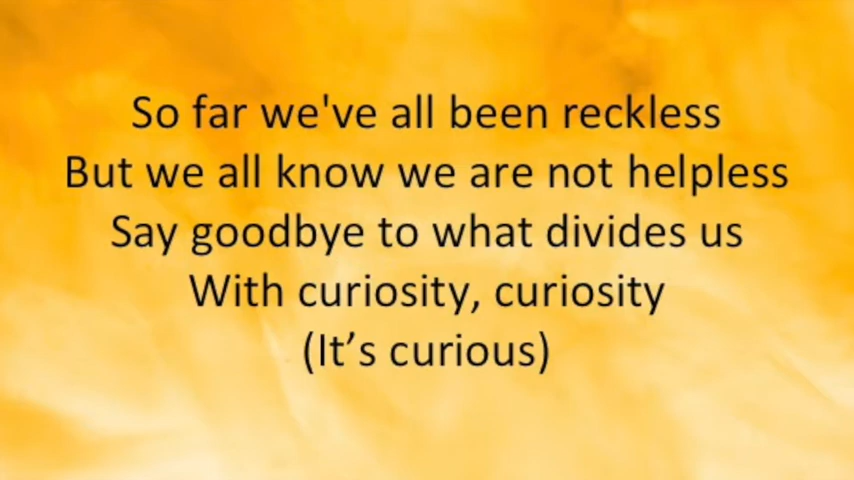 So far we've all been reckless
But we all know we are not helpless
Say goodbye to what divides us
With curiosity, curiosity
(It’s curious)